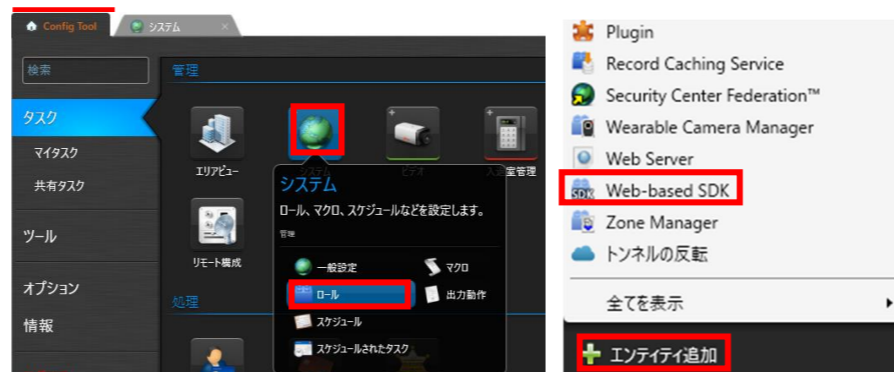 Config Tool
システム
検索
タスク
マイタスク
共有タスク
ツール
オプション
情報
管理
エリアビュー
ビデオ
入退室管理
リモート構成
処理
システム
ロール、マクロ、スケジュールなどを設定します。
管理
一般設定
マクロ
ロール
出力動作
スケジュール
スケジュールされたタスク
Plugin
Record Caching Service
Security Center Federation™
Wearable Camera Manager
Web Server
SDK Web-based SDK
Zone Manager
トンネルの反転
全てを表示
エンティティ追加